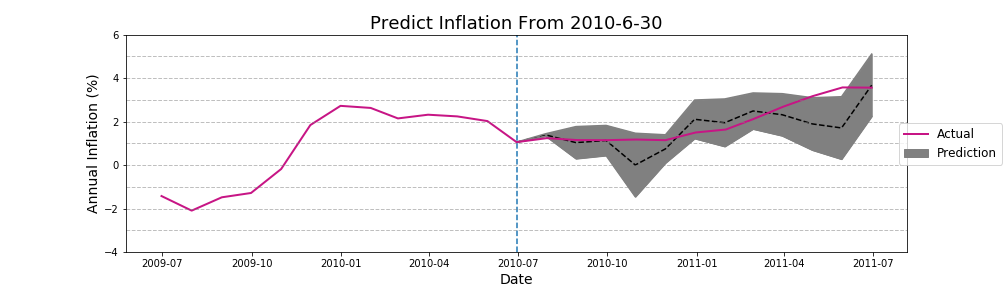 Predict Inflation From 2010-6-30
Annual Inflation (%)
6
4
2
0
−2
−4
2009-07 2009-10 2010-01 2010-04 2010-07 2010-10 2011-01 2011-04 2011-07
Date
Actual
Prediction